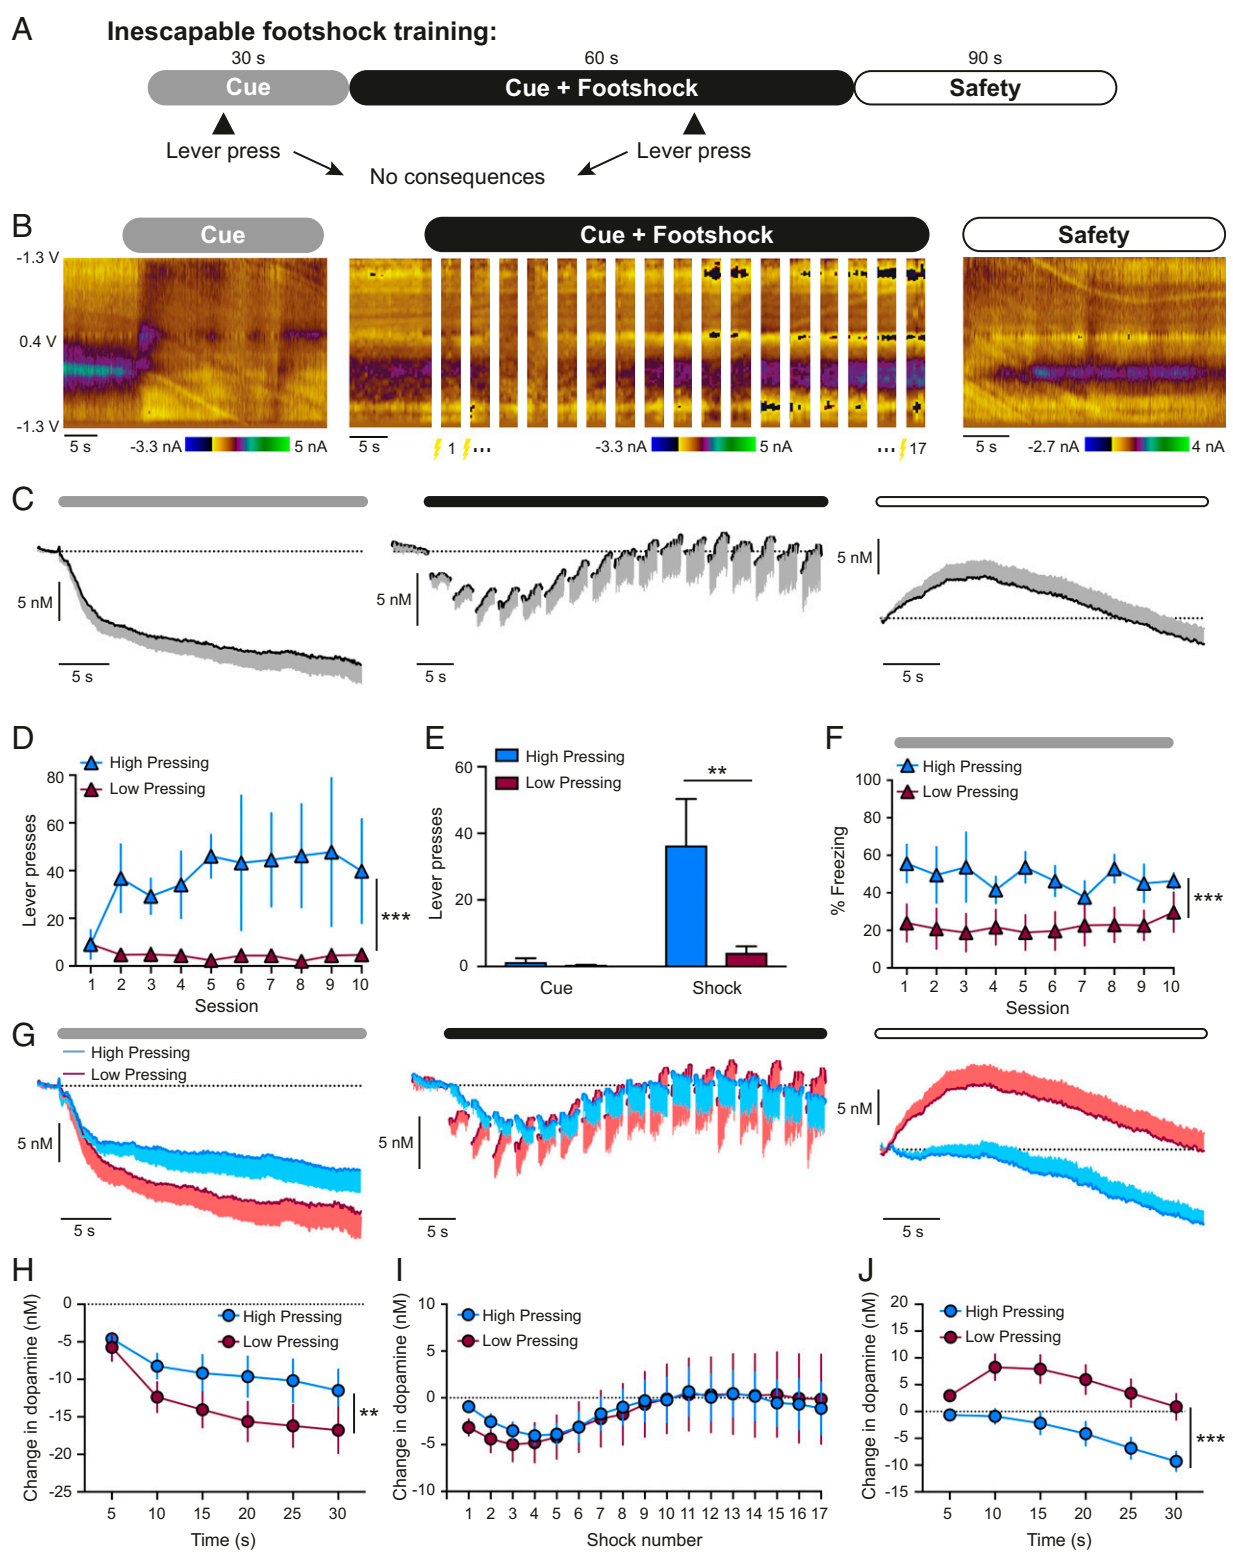 A
Inescapable footshock training:
30 s
60 s
90 s
Cue
Cue + Footshock
Safety
Lever press
Lever press
No consequences
B
Cue
Cue + Footshock
Safety
-1.3 V
0.4 V
-1.3 V
5 s
-3.3 nA
5 nA
5 s
1
...
-3.3 nA
5 nA
...
17
5 s
-2.7 nA
4 nA
C
5 nM
5 s
5 nM
5 s
5 nM
5 s
D
High Pressing
Low Pressing
Lever presses
80
60
40
20
0
***
1 2 3 4 5 6 7 8 9 10
Session
E
High Pressing
Low Pressing
Lever presses
60
40
20
0
**
Cue
Shock
F
High Pressing
Low Pressing
% Freezing
100
80
60
40
20
0
***
1 2 3 4 5 6 7 8 9 10
Session
G
High Pressing
Low Pressing
5 nM
5 s
5 nM
5 s
5 nM
5 s
H
High Pressing
Low Pressing
Change in dopamine (nM)
0
-5
-10
-15
-20
-25
**
5 10 15 20 25 30
Time (s)
I
High Pressing
Low Pressing
Change in dopamine (nM)
10
5
0
-5
-10
1 2 3 4 5 6 7 8 9 10 11 12 13 14 15 16 17
Shock number
J
High Pressing
Low Pressing
Change in dopamine (nM)
20
15
10
5
0
-5
-10
-15
***
5 10 15 20 25 30
Time (s)